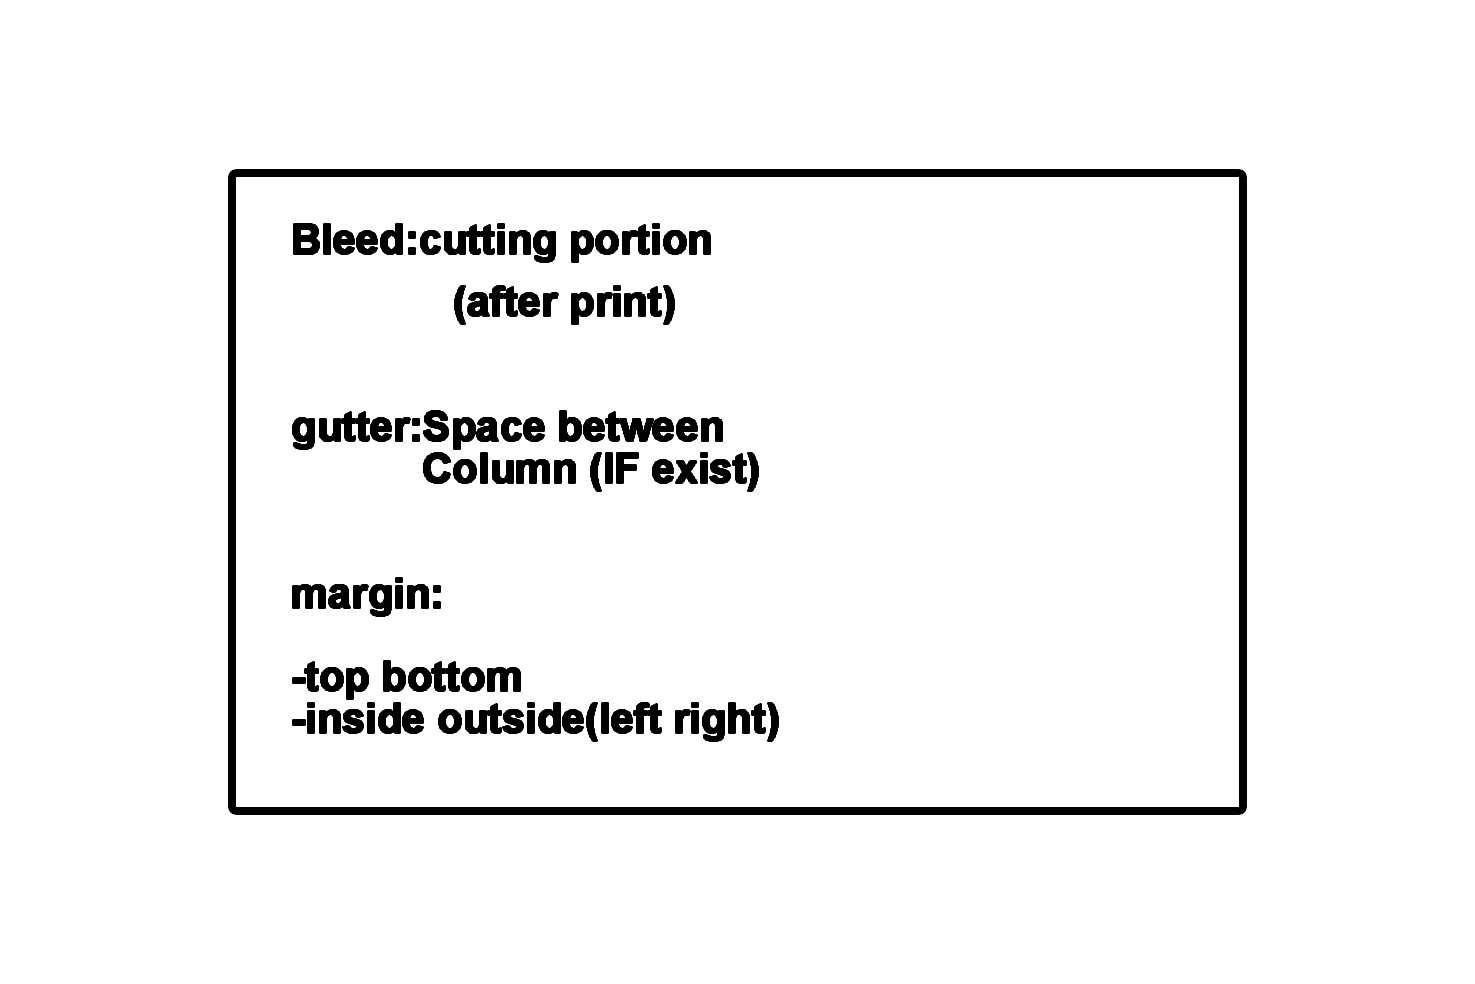 Bleed:cutting portion
(after print)
gutter:Space between
Column (IF exist)
margin:
-top bottom
-inside outside(left right)